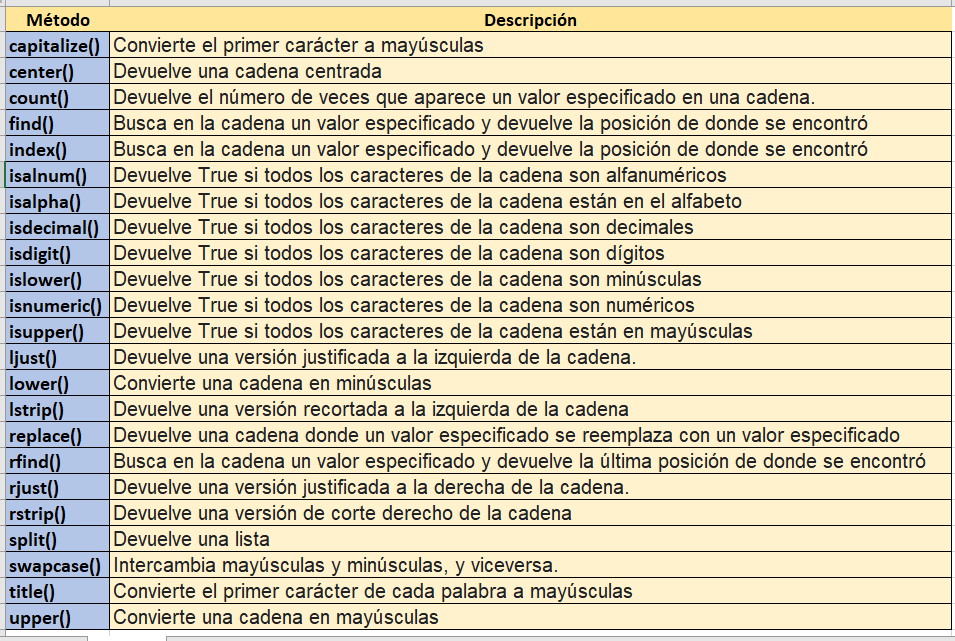 Método Descripción
capitalize() Convierte el primer carácter a mayúsculas
center() Devuelve una cadena centrada
count() Devuelve el número de veces que aparece un valor especificado en una cadena.
find() Busca en la cadena un valor especificado y devuelve la posición de donde se encontró
index() Busca en la cadena un valor especificado y devuelve la posición de donde se encontró
isalnum() Devuelve True si todos los caracteres de la cadena son alfanuméricos
isalpha() Devuelve True si todos los caracteres de la cadena están en el alfabeto
isdecimal() Devuelve True si todos los caracteres de la cadena son decimales
isdigit() Devuelve True si todos los caracteres de la cadena son dígitos
islower() Devuelve True si todos los caracteres de la cadena son minúsculas
isnumeric() Devuelve True si todos los caracteres de la cadena son numéricos
isupper() Devuelve True si todos los caracteres de la cadena están en mayúsculas
ljust() Devuelve una versión justificada a la izquierda de la cadena.
lower() Convierte una cadena en minúsculas
lstrip() Devuelve una versión recortada a la izquierda de la cadena
replace() Devuelve una cadena donde un valor especificado se reemplaza con un valor especificado
rfind() Busca en la cadena un valor especificado y devuelve la última posición de donde se encontró
rjust() Devuelve una versión justificada a la derecha de la cadena.
rstrip() Devuelve una versión de corte derecho de la cadena
split() Devuelve una lista
swapcase() Intercambia mayúsculas y minúsculas, y viceversa.
title() Convierte el primer carácter de cada palabra a mayúsculas
upper() Convierte una cadena en mayúsculas